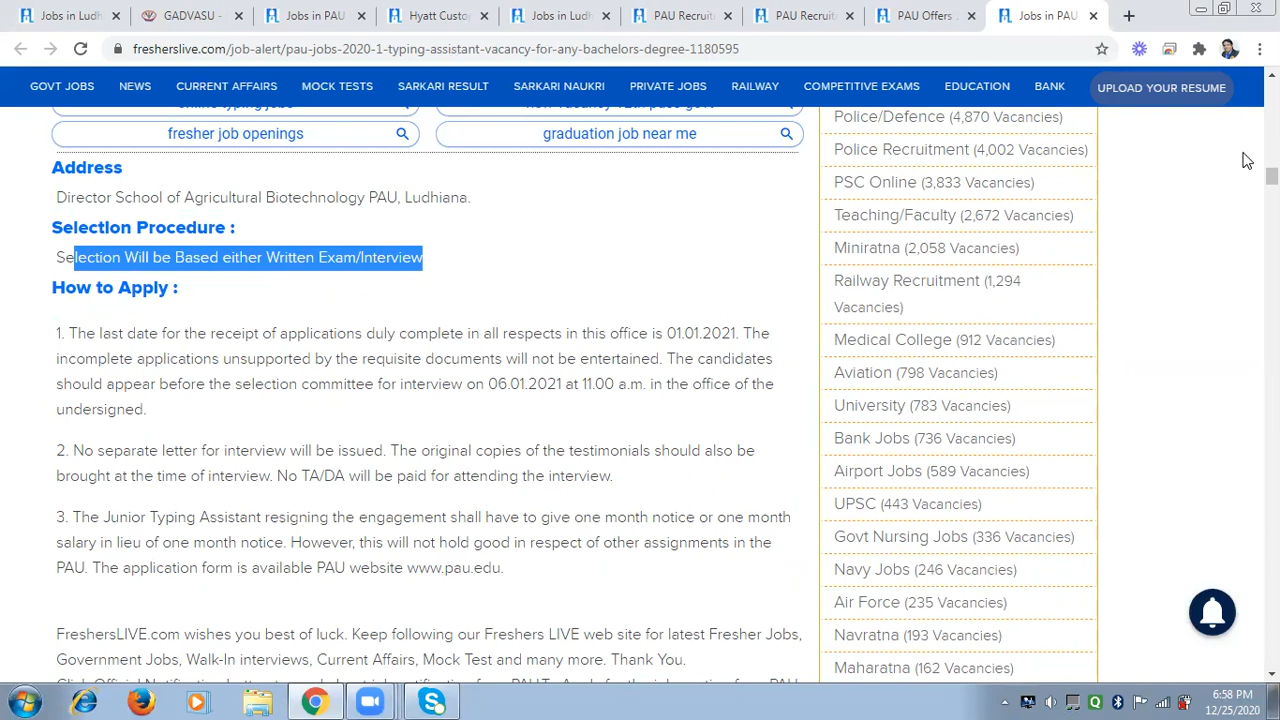 Jobs in Ludh
GADVASU -
Jobs in PAU
Hyatt Custo
Jobs in Ludh
PAU Recruit
PAU Recruit
PAU Offers
Jobs in PAU
fresherslive.com/job-alert/pau-jobs-2020-1-typing-assistant-vacancy-for-any-bachelors-degree-1180595
GOVT JOBS NEWS CURRENT AFFAIRS MOCK TESTS SARKARI RESULT SARKARI NAUKRI PRIVATE JOBS RAILWAY COMPETITIVE EXAMS EDUCATION BANK UPLOAD YOUR RESUME
online typing jobs
fresher job openings
graduation job near me
Address
Director School of Agricultural Biotechnology PAU, Ludhiana.
Selection Procedure :
Selection Will be Based either Written Exam/Interview
How to Apply :
1. The last date for the receipt of applications duly complete in all respects in this office is 01.01.2021. The
incomplete applications unsupported by the requisite documents will not be entertained. The candidates
should appear before the selection committee for interview on 06.01.2021 at 11.00 a.m. in the office of the
undersigned.
2. No separate letter for interview will be issued. The original copies of the testimonials should also be
brought at the time of interview. No TA/DA will be paid for attending the interview.
3. The Junior Typing Assistant resigning the engagement shall have to give one month notice or one month
salary in lieu of one month notice. However, this will not hold good in respect of other assignments in the
PAU. The application form is available PAU website www.pau.edu.
FreshersLIVE.com wishes you best of luck. Keep following our Freshers LIVE web site for latest Fresher Jobs,
Government Jobs, Walk-In interviews, Current Affairs, Mock Test and many more. Thank You.
Police/Defence (4,870 Vacancies)
Police Recruitment (4,002 Vacancies)
PSC Online (3,833 Vacancies)
Teaching/Faculty (2,672 Vacancies)
Miniratna (2,058 Vacancies)
Railway Recruitment (1,294
Vacancies)
Medical College (912 Vacancies)
Aviation (798 Vacancies)
University (783 Vacancies)
Bank Jobs (736 Vacancies)
Airport Jobs (589 Vacancies)
UPSC (443 Vacancies)
Govt Nursing Jobs (336 Vacancies)
Navy Jobs (246 Vacancies)
Air Force (235 Vacancies)
Navratna (193 Vacancies)
Maharatna (162 Vacancies)
6:58 PM
12/25/2020